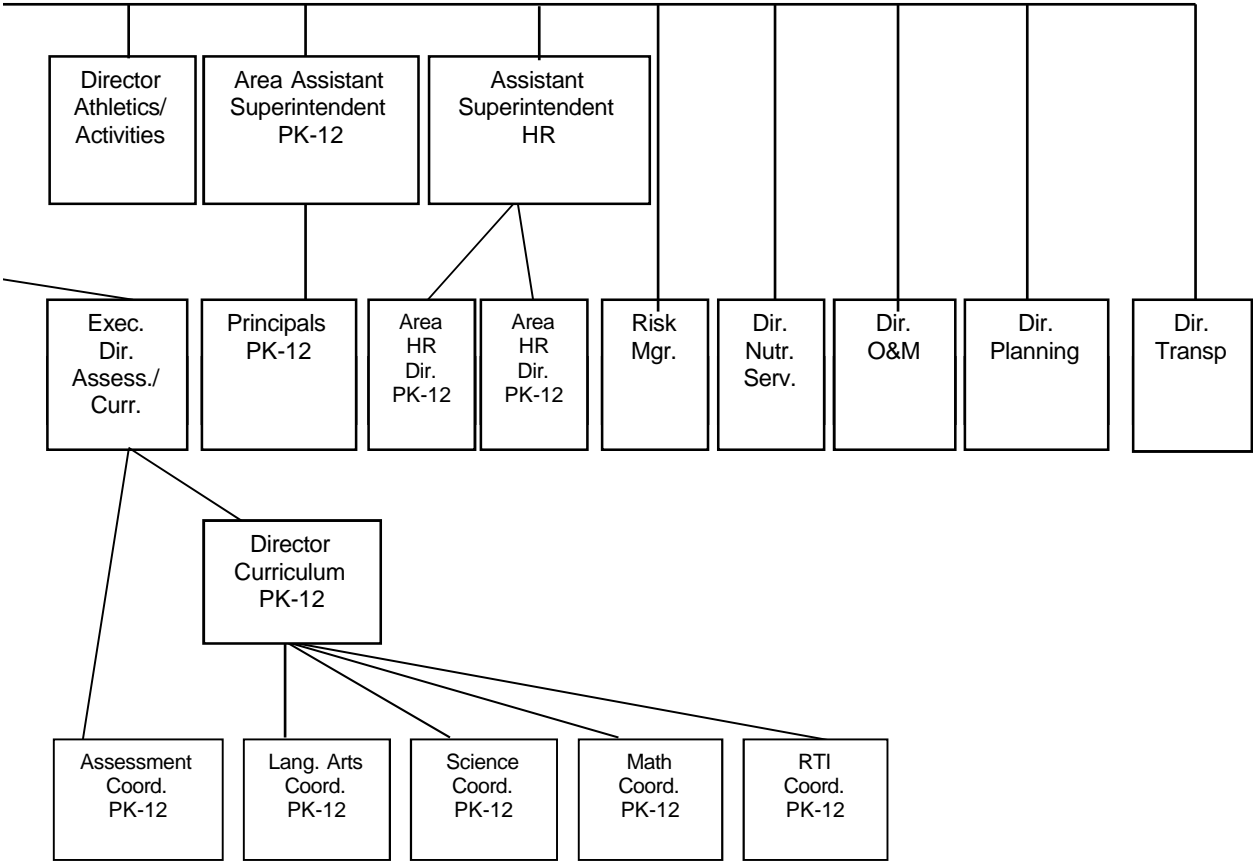 Director
Athletics/
Activities
Area Assistant
Superintendent
PK-12
Assistant
Superintendent
HR
Exec.
Dir.
Assess./
Curr.
Principals
PK-12
Area
HR
Dir.
PK-12
Area
HR
Dir.
PK-12
Risk
Mgr.
Dir.
Nutr.
Serv.
Dir.
O&M
Dir.
Planning
Dir.
Transp
Director
Curriculum
PK-12
Assessment
Coord.
PK-12
Lang. Arts
Coord.
PK-12
Science
Coord.
PK-12
Math
Coord.
PK-12
RTI
Coord.
PK-12